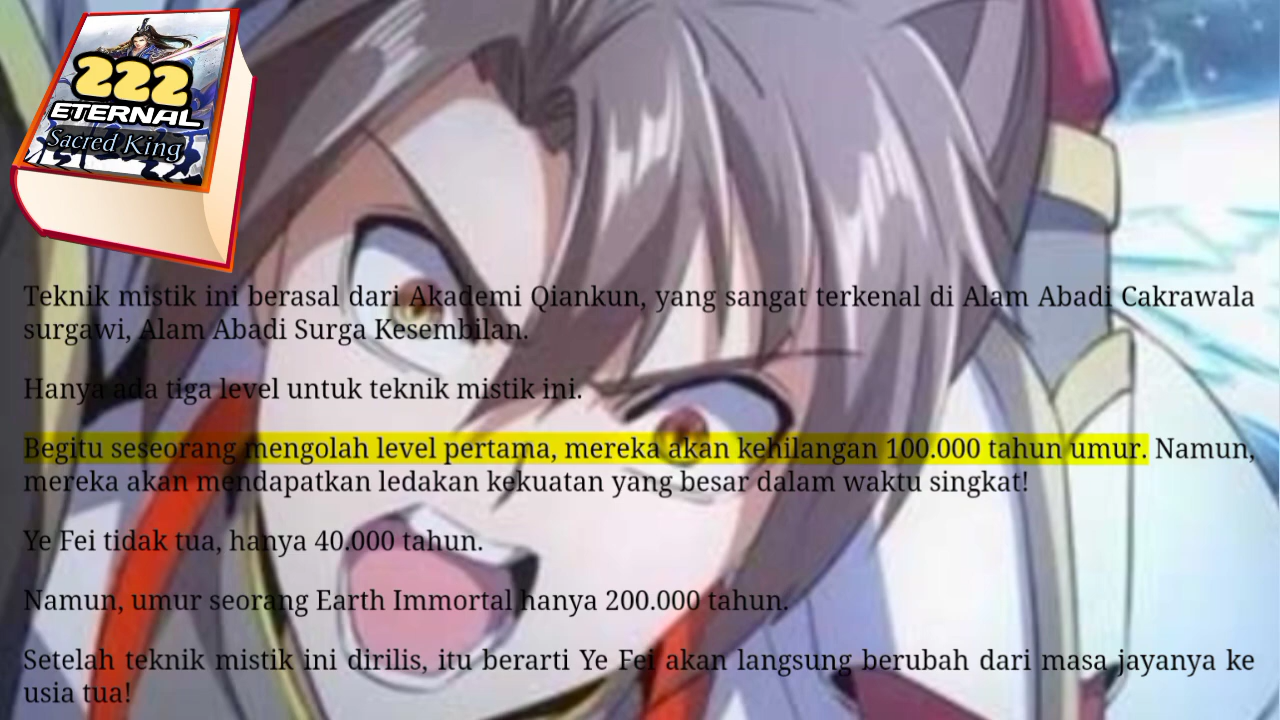 222
ETERNAL
Sacred King
Teknik mistik ini berasal dari Akademi Qiankun, yang sangat terkenal di Alam Abadi Cakrawala
surgawi, Alam Abadi Surga Kesembilan.
Hanya ada tiga level untuk teknik mistik ini.
Begitu seseorang mengolah level pertama, mereka akan kehilangan 100.000 tahun umur. Namun,
mereka akan mendapatkan ledakan kekuatan yang besar dalam waktu singkat!
Ye Fei tidak tua, hanya 40.000 tahun.
Namun, umur seorang Earth Immortal hanya 200.000 tahun.
Setelah teknik mistik ini dirilis, itu berarti Ye Fei akan langsung berubah dari masa jayanya ke
usia tua!